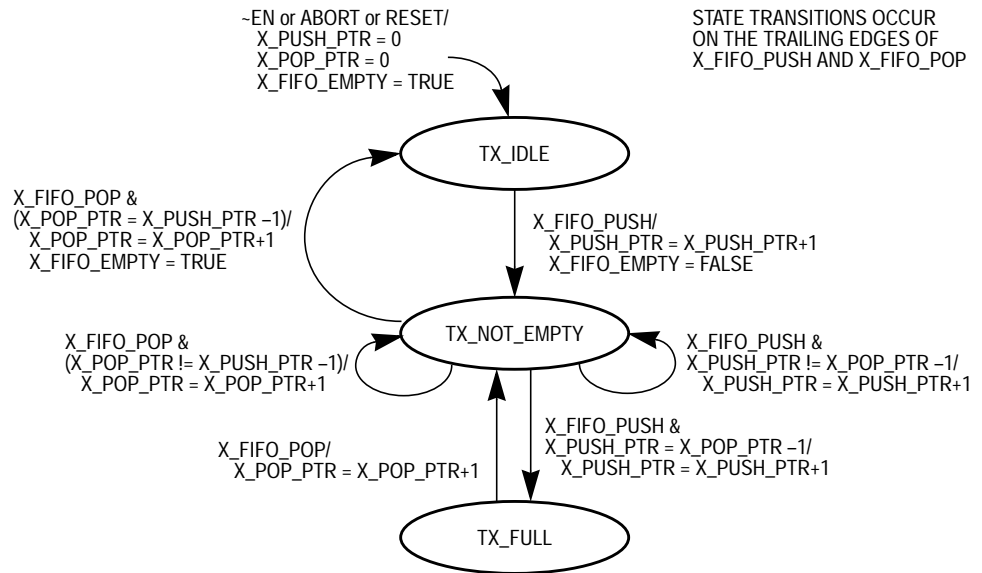 ~EN or ABORT or RESET/
X_PUSH_PTR = 0
X_POP_PTR = 0
X_FIFO_EMPTY = TRUE
STATE TRANSITIONS OCCUR
ON THE TRAILING EDGES OF
X_FIFO_PUSH AND X_FIFO_POP
TX_IDLE
X_FIFO_POP &
(X_POP_PTR = X_PUSH_PTR –1)/
X_POP_PTR = X_POP_PTR+1
X_FIFO_EMPTY = TRUE
X_FIFO_PUSH/
X_PUSH_PTR = X_PUSH_PTR+1
X_FIFO_EMPTY = FALSE
TX_NOT_EMPTY
X_FIFO_POP &
(X_POP_PTR != X_PUSH_PTR –1)/
X_POP_PTR = X_POP_PTR+1
X_FIFO_PUSH &
X_PUSH_PTR != X_POP_PTR –1/
X_PUSH_PTR = X_PUSH_PTR+1
X_FIFO_POP/
X_POP_PTR = X_POP_PTR+1
X_FIFO_PUSH &
X_PUSH_PTR = X_POP_PTR –1/
X_PUSH_PTR = X_PUSH_PTR+1
TX_FULL